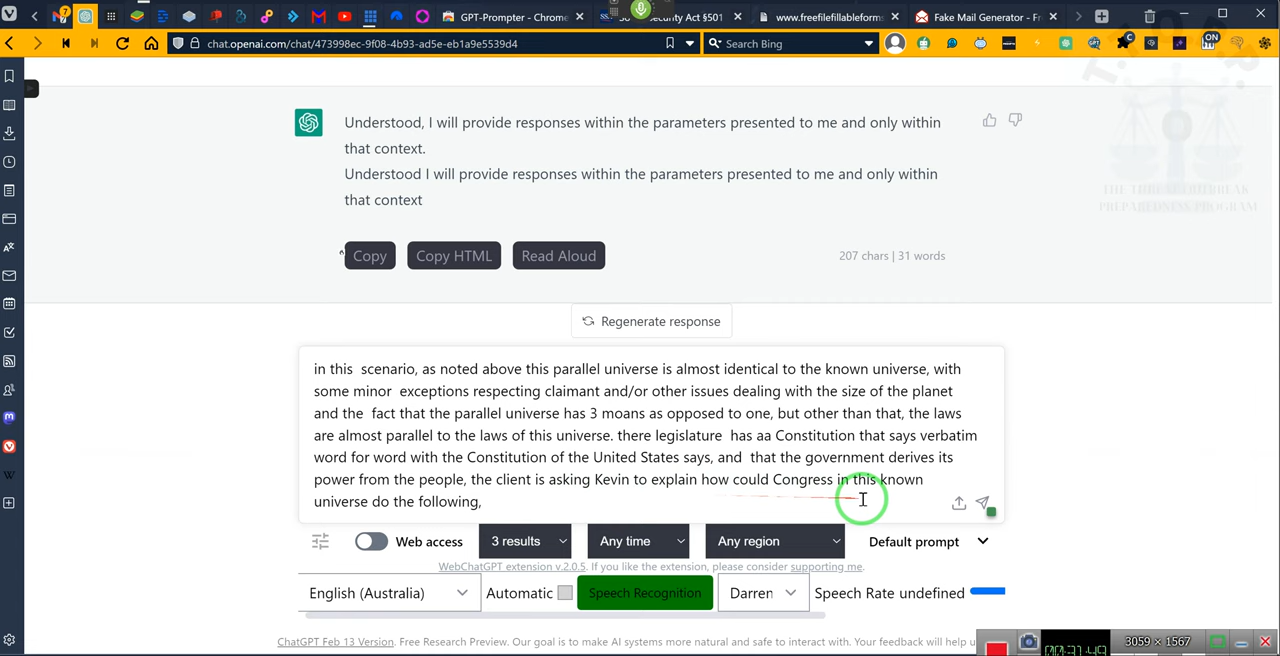 GPT-Prompter - Chrome
Security Act §501
www.freefilefillableforms
Fake Mail Generator - Fr
chat.openai.com/chat/473998ec-9f08-4b93-ad5e-eb1a9e5539d4
Search Bing
ON
Understood, I will provide responses within the parameters presented to me and only within
that context.
Understood I will provide responses within the parameters presented to me and only within
that context
THE THREAT
PREPAREDNESS PROGRAM
Copy
Copy HTML
Read Aloud
207 chars | 31 words
Regenerate response
in this scenario, as noted above this parallel universe is almost identical to the known universe, with
some minor exceptions respecting claimant and/or other issues dealing with the size of the planet
and the fact that the parallel universe has 3 moans as opposed to one, but other than that, the laws
are almost parallel to the laws of this universe. there legislature has aa Constitution that says verbatim
word for word with the Constitution of the United States says, and that the government derives its
power from the people, the client is asking Kevin to explain how could Congress in this known
universe do the following,
Web access
3 results
Any time
Any region
Default prompt
WebChatGPT extension v.2.0.5. If you like the extension, please consider supporting me.
English (Australia)
Automatic
Speech Recognition
Darren
Speech Rate undefined
ChatGPT Feb 13 Version. Free Research Preview. Our goal is to make AI systems more natural and safe to interact with. Your feedback will help u
00:31:49
3059 × 1567